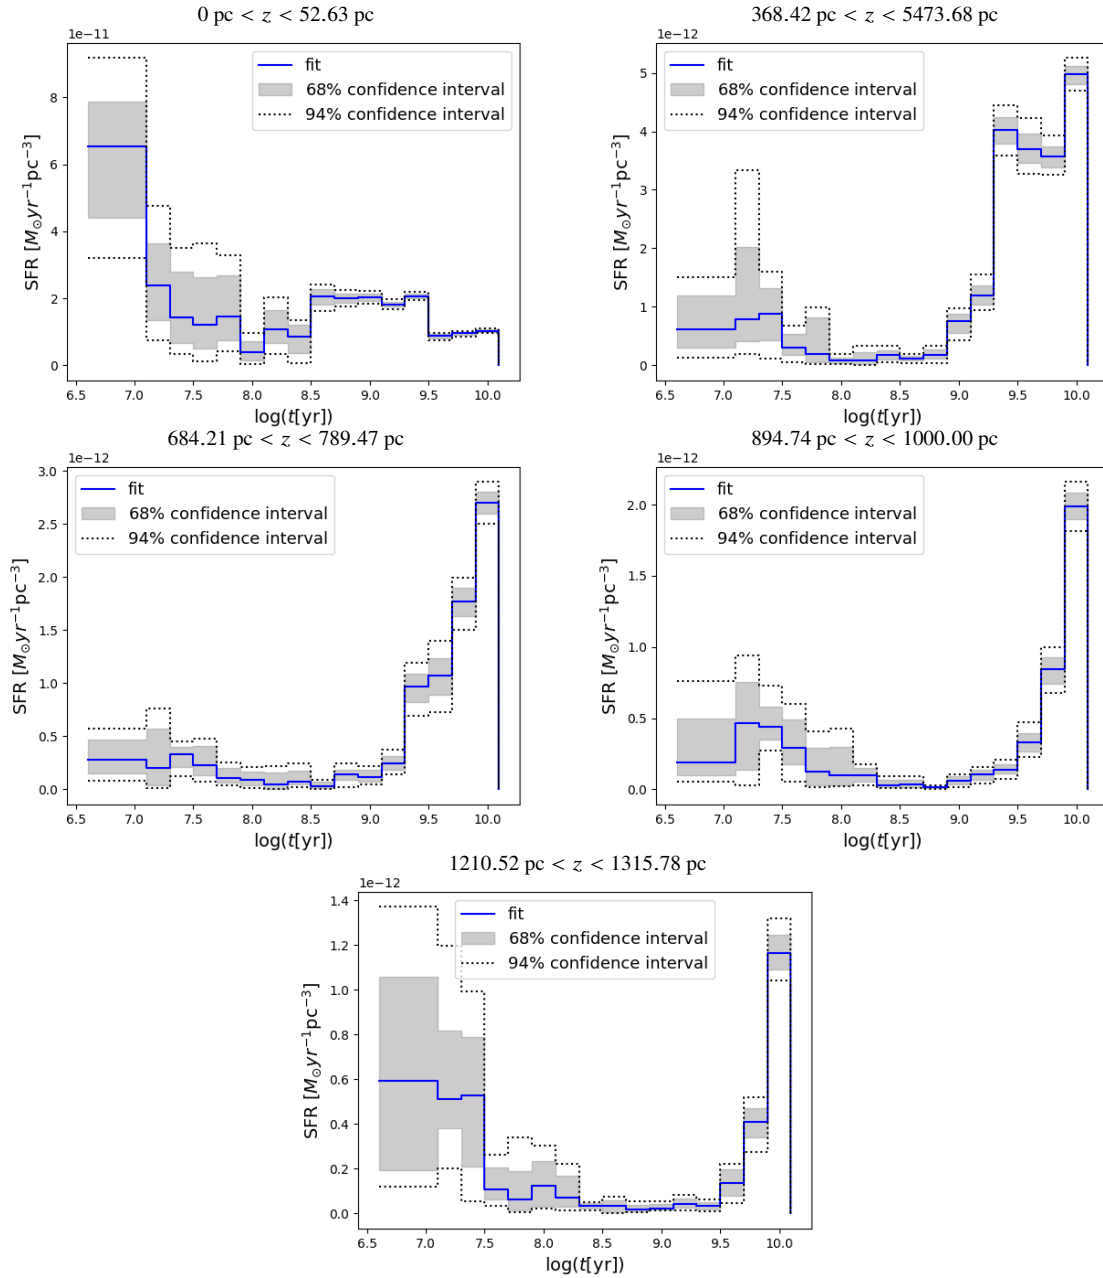 0 pc < z < 52.63 pc
1e−11
fit
68% confidence interval
94% confidence interval
8
6
4
2
0
SFR [M⊙yr−1pc−3]
6.5 7.0 7.5 8.0 8.5 9.0 9.5 10.0
log(t[yr])
368.42 pc < z < 5473.68 pc
1e−12
fit
68% confidence interval
94% confidence interval
5
4
3
2
1
0
SFR [M⊙yr−1pc−3]
6.5 7.0 7.5 8.0 8.5 9.0 9.5 10.0
log(t[yr])
684.21 pc < z < 789.47 pc
1e−12
fit
68% confidence interval
94% confidence interval
3.0
2.5
2.0
1.5
1.0
0.5
0.0
SFR [M⊙yr−1pc−3]
6.5 7.0 7.5 8.0 8.5 9.0 9.5 10.0
log(t[yr])
894.74 pc < z < 1000.00 pc
1e−12
fit
68% confidence interval
94% confidence interval
2.0
1.5
1.0
0.5
0.0
SFR [M⊙yr−1pc−3]
6.5 7.0 7.5 8.0 8.5 9.0 9.5 10.0
log(t[yr])
1210.52 pc < z < 1315.78 pc
1e−12
fit
68% confidence interval
94% confidence interval
1.4
1.2
1.0
0.8
0.6
0.4
0.2
0.0
SFR [M⊙yr−1pc−3]
6.5 7.0 7.5 8.0 8.5 9.0 9.5 10.0
log(t[yr])